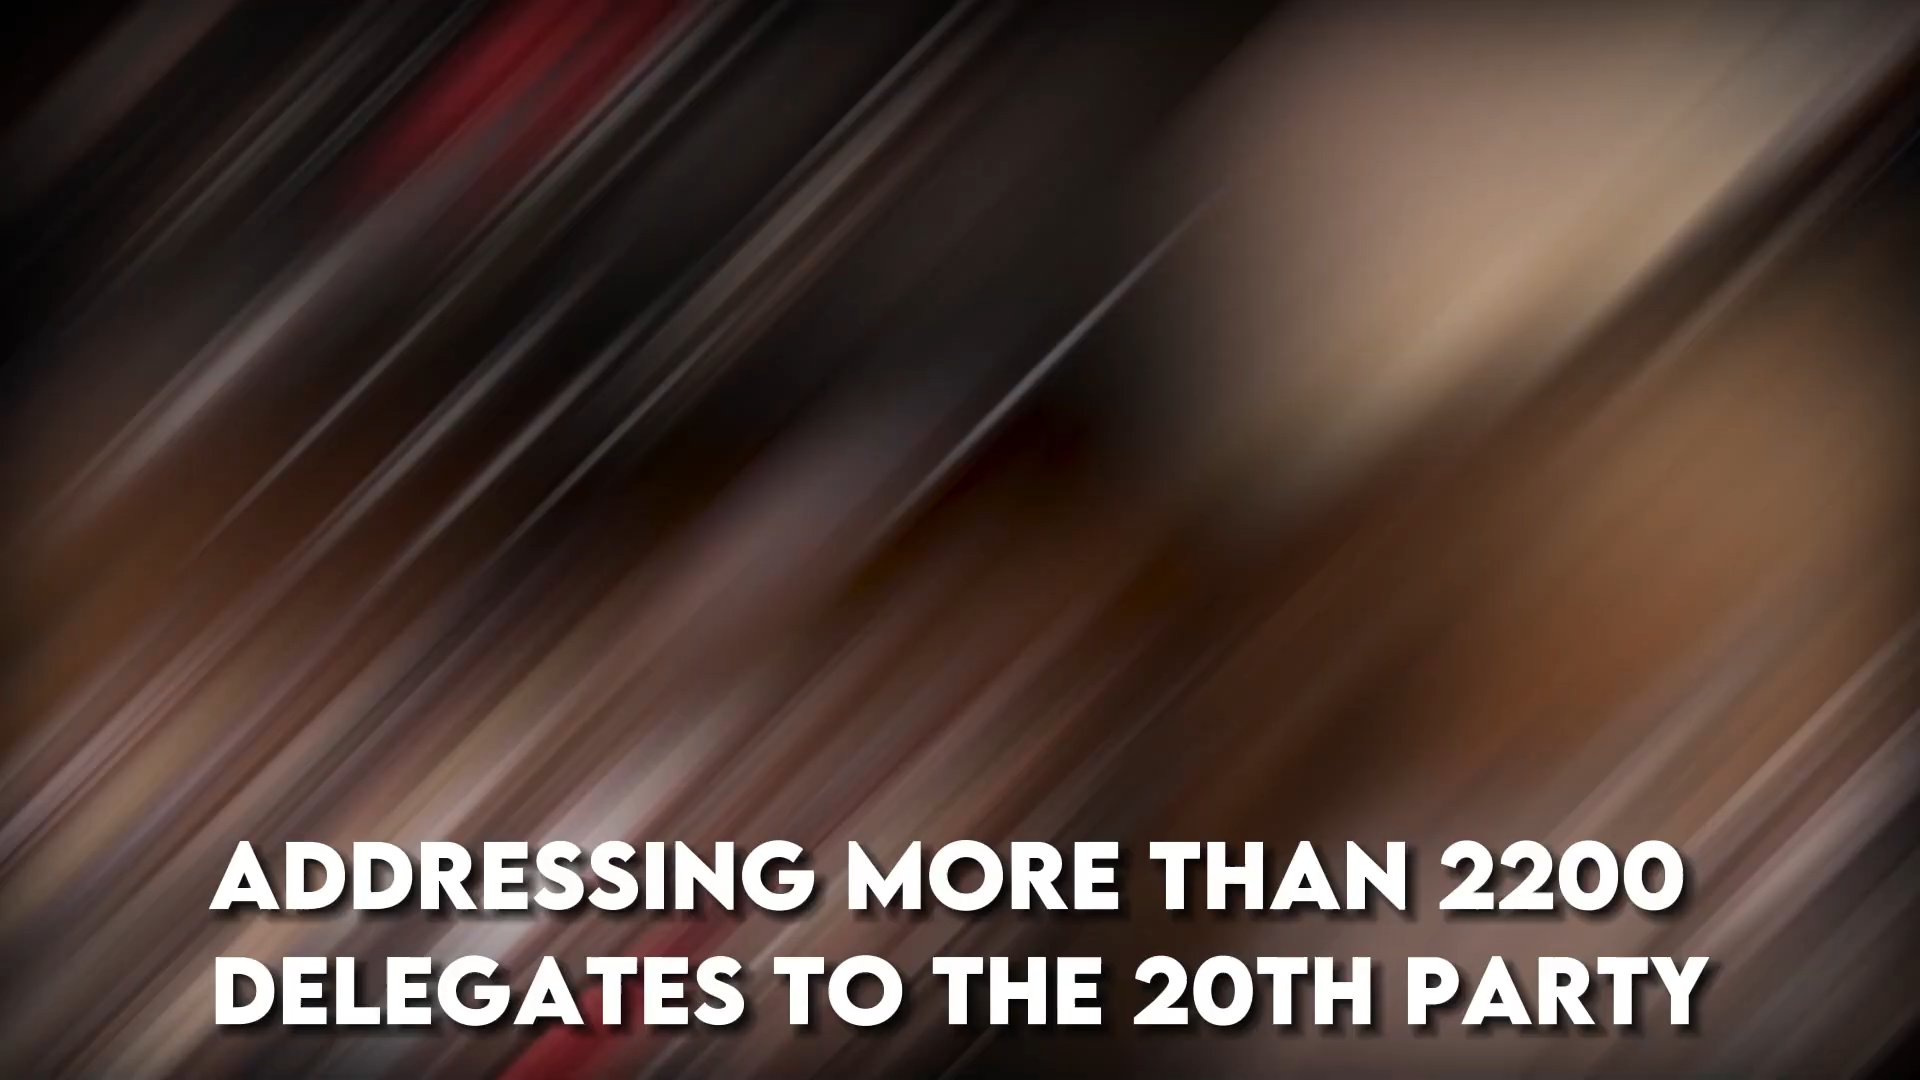 ADDRESSING MORE THAN 2200
DELEGATES TO THE 20TH PARTY